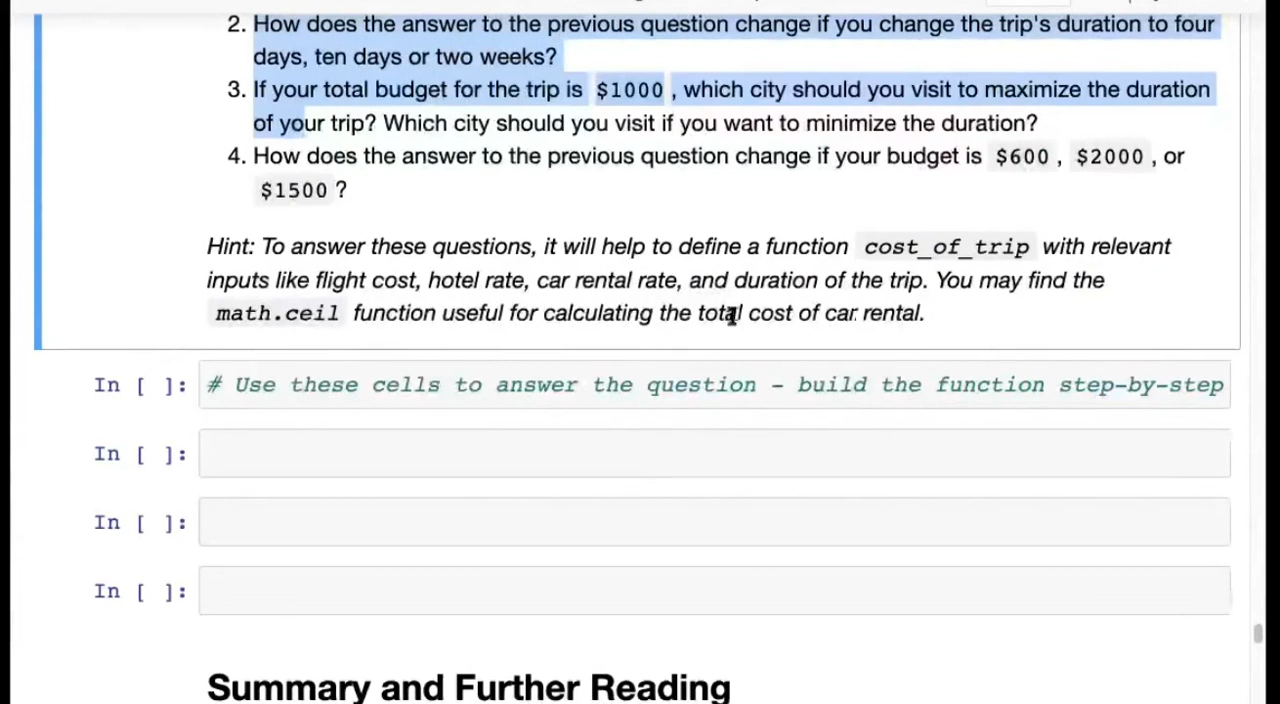 2. How does the answer to the previous question change if you change the trip's duration to four
days, ten days or two weeks?
3. If your total budget for the trip is $1000 , which city should you visit to maximize the duration
of your trip? Which city should you visit if you want to minimize the duration?
4. How does the answer to the previous question change if your budget is $600 , $2000 , or
$1500 ?
Hint: To answer these questions, it will help to define a function cost_of_trip with relevant
inputs like flight cost, hotel rate, car rental rate, and duration of the trip. You may find the
math.ceil function useful for calculating the total cost of car rental.
In [ ]: # Use these cells to answer the question - build the function step-by-step
In [ ]:
In [ ]:
In [ ]:
Summary and Further Reading